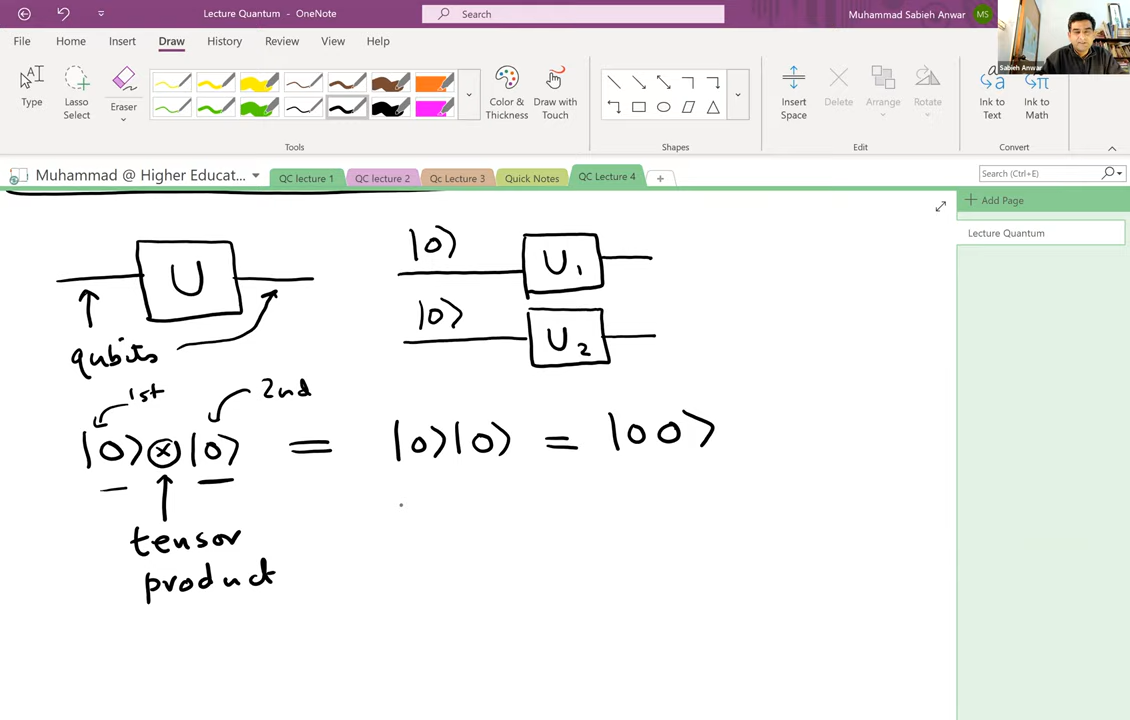 Lecture Quantum - OneNote
Search
Muhammad Sabieh Anwar
MS
Sabieh Anwar
File Home Insert Draw History Review View Help
Type
Lasso Select
Eraser
Color & Thickness
Draw with Touch
Insert Space
Delete
Arrange
Rotate
Ink to Text
Ink to Math
Tools
Shapes
Edit
Convert
Muhammad @ Higher Educat...
QC lecture 1
QC lecture 2
Qc Lecture 3
Quick Notes
QC Lecture 4
Search (Ctrl+E)
Add Page
Lecture Quantum
U
qubits
|0⟩ U₁
|0⟩ U₂
1st 2nd
|0⟩⊗|0⟩ = |0⟩|0⟩ = |00⟩
tensor
product